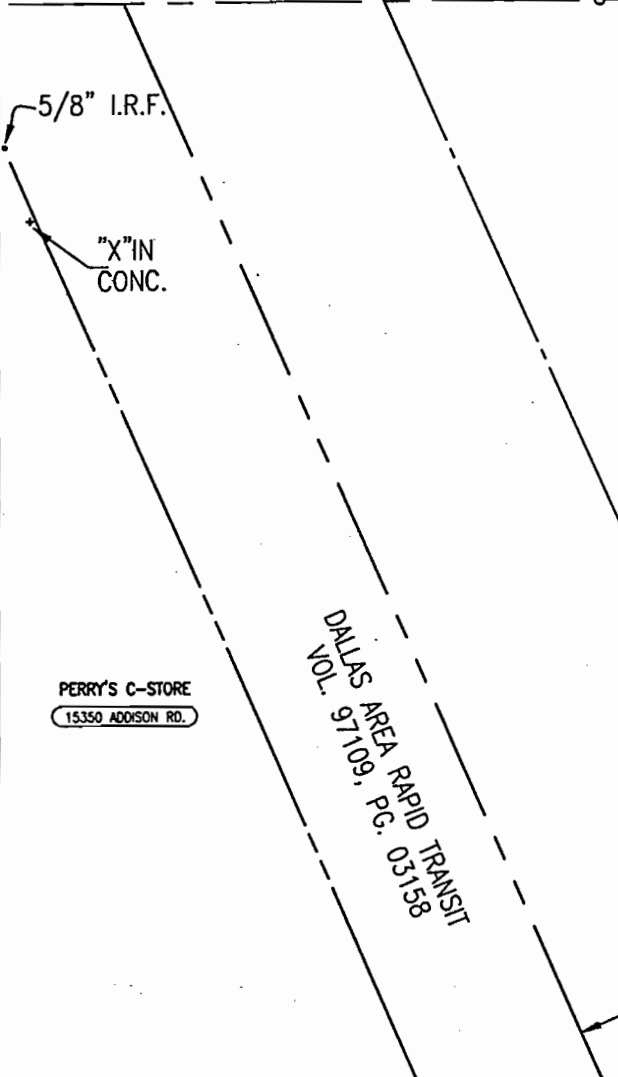 5/8" I.R.F.
"X"IN
CONC.
PERRY'S C-STORE
15350 ADDISON RD.
DALLAS AREA RAPID TRANSIT
VOL. 97109, PG. 03158